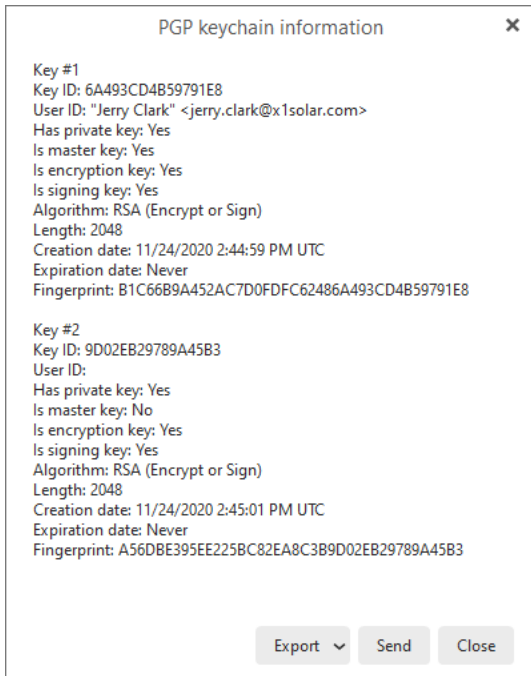 PGP keychain information
Key #1
Key ID: 6A493CD4B59791E8
User ID: "Jerry Clark" <jerry.clark@x1solar.com>
Has private key: Yes
Is master key: Yes
Is encryption key: Yes
Is signing key: Yes
Algorithm: RSA (Encrypt or Sign)
Length: 2048
Creation date: 11/24/2020 2:44:59 PM UTC
Expiration date: Never
Fingerprint: B1C66B9A452AC7D0FDFC62486A493CD4B59791E8
Key #2
Key ID: 9D02EB29789A45B3
User ID:
Has private key: Yes
Is master key: No
Is encryption key: Yes
Is signing key: Yes
Algorithm: RSA (Encrypt or Sign)
Length: 2048
Creation date: 11/24/2020 2:45:01 PM UTC
Expiration date: Never
Fingerprint: A56DBE395EE225BC82EA8C3B9D02EB29789A45B3
Export Send Close